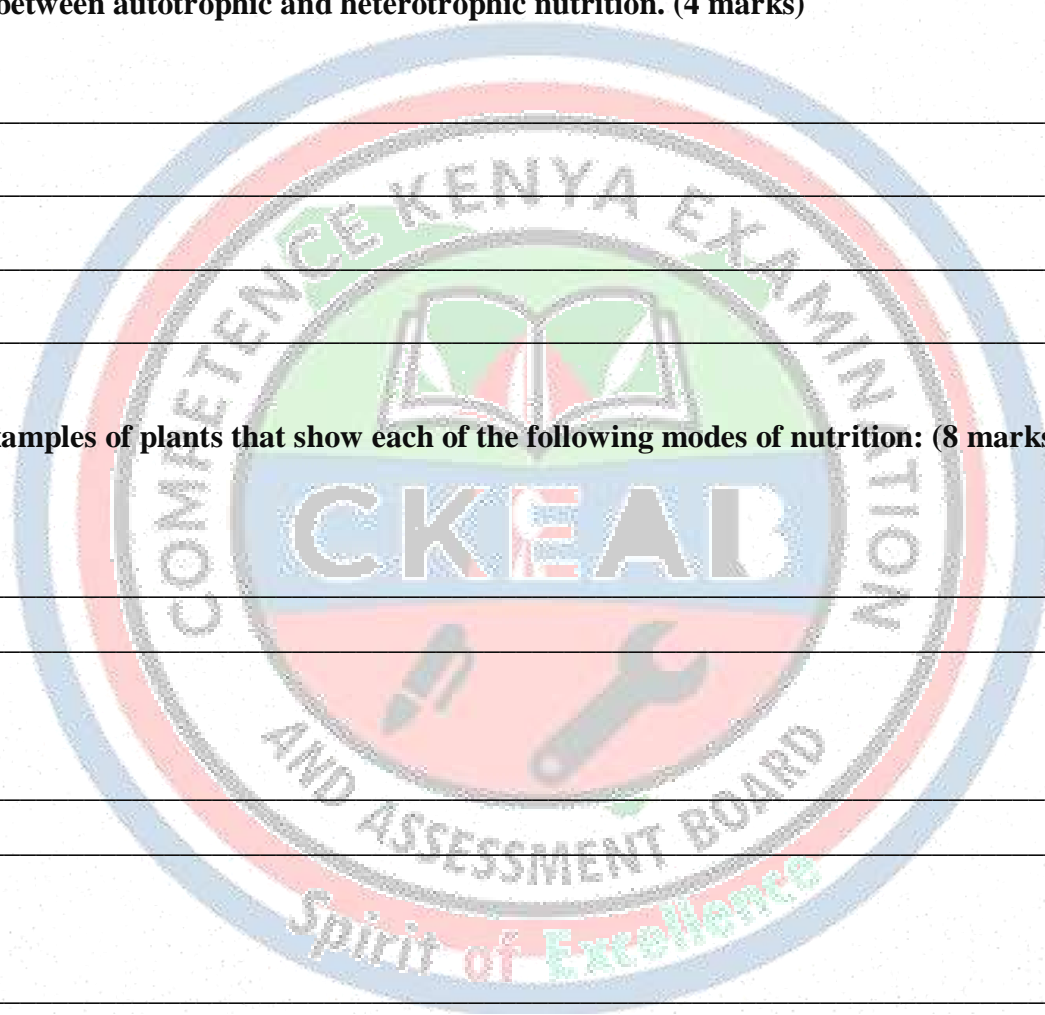 between autotrophic and heterotrophic nutrition. (4 marks)
COMPETENCE KENYA EXAMINATION
amples of plants that show each of the following modes of nutrition: (8 marks
CKEAB
AND ASSESSMENT BOARD
Spirit of Excellence